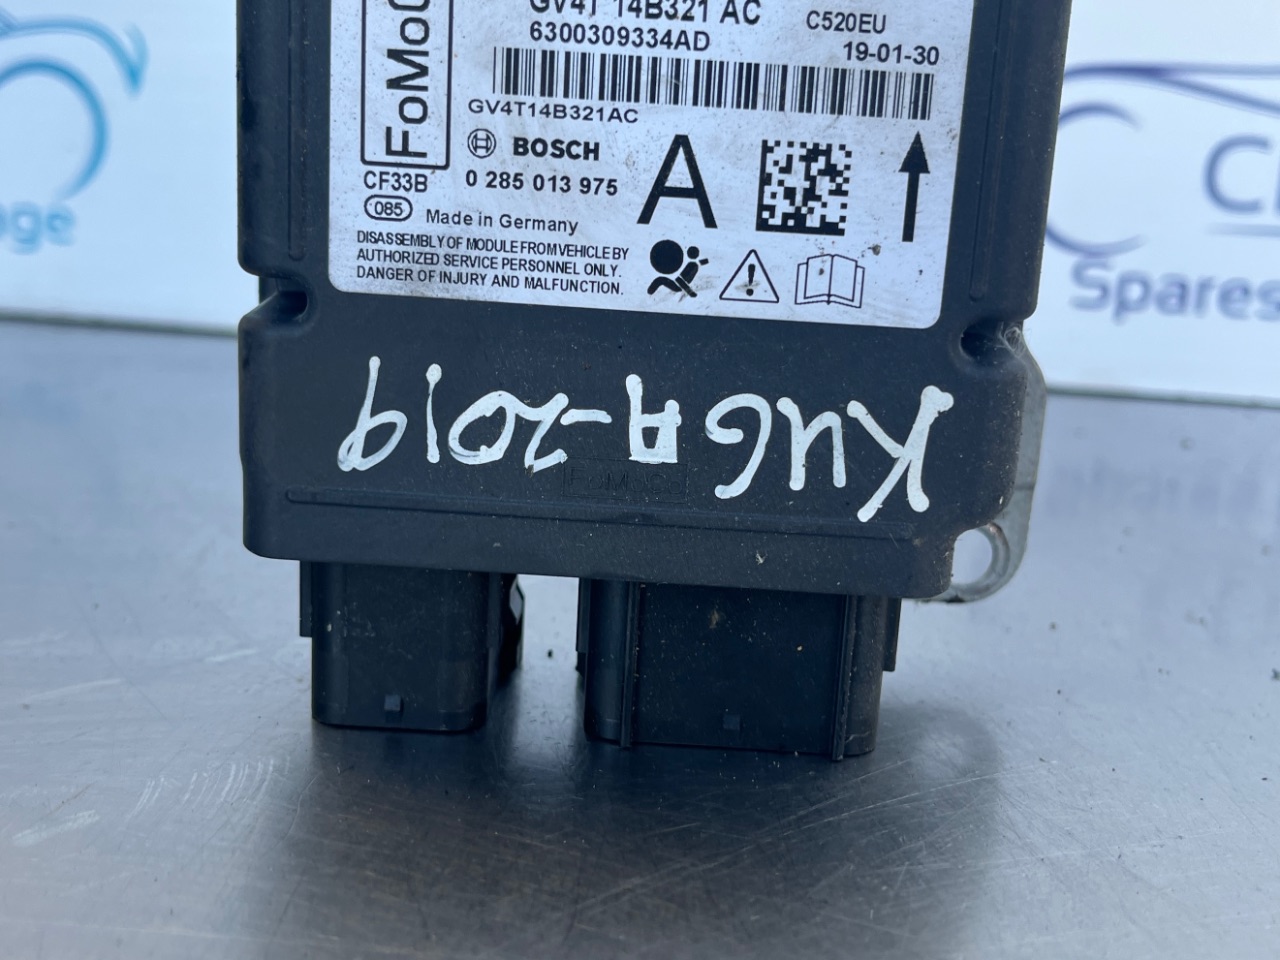 FoMoC
GV4T 14B321 AC
C520EU
6300309334AD
19-01-30
GV4T14B321AC
BOSCH
CF33B
0 285 013 975
A
085
Made in Germany
DISASSEMBLY OF MODULE FROM VEHICLE BY
AUTHORIZED SERVICE PERSONNEL ONLY.
DANGER OF INJURY AND MALFUNCTION.
KUGA-2019
FoMoCo
Spares